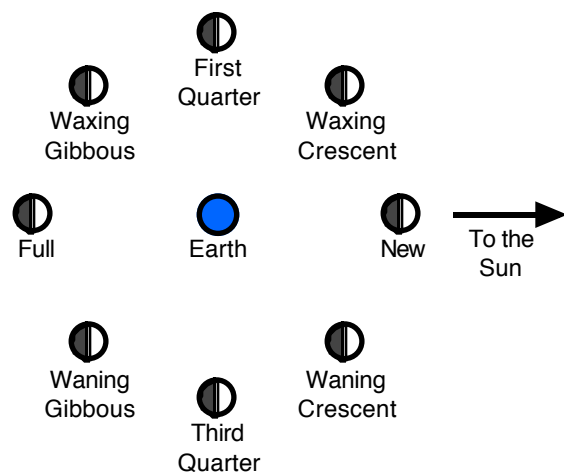 First
Quarter
Waxing
Gibbous
Waxing
Crescent
Full
Earth
New
To the
Sun
Waning
Gibbous
Waning
Crescent
Third
Quarter